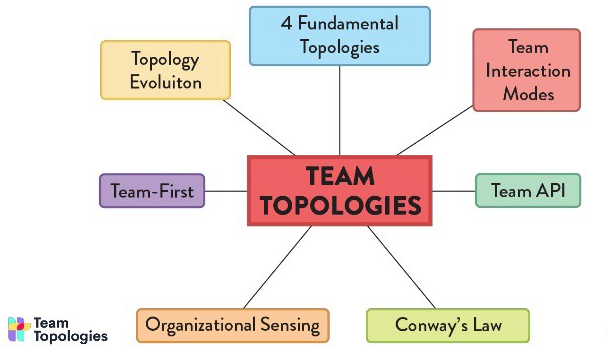 4 Fundamental
Topologies
Topology
Evoluiton
Team
Interaction
Modes
Team-First
TEAM
TOPOLOGIES
Team API
Organizational Sensing
Conway's Law
Team
Topologies